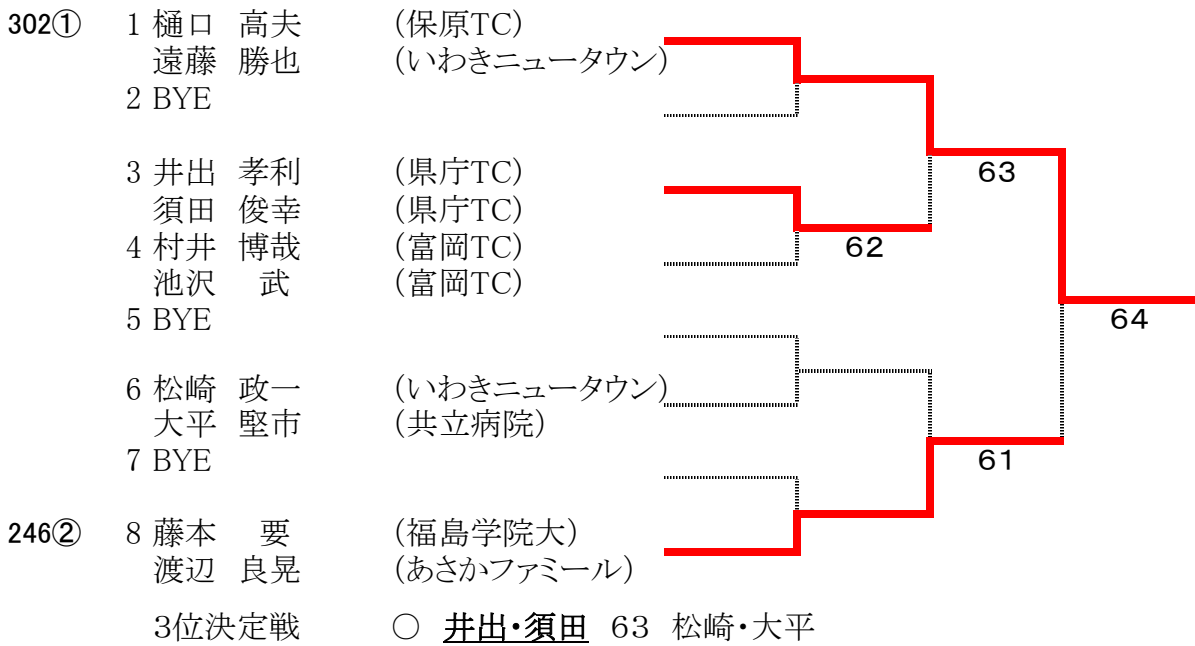 302① 1 樋口 高夫 (保原TC)
遠藤 勝也 (いわきニュータウン)
2 BYE
3 井出 孝利 (県庁TC) 63
須田 俊幸 (県庁TC)
4 村井 博哉 (富岡TC) 62
池沢 武 (富岡TC)
5 BYE 64
6 松崎 政一 (いわきニュータウン)
大平 堅市 (共立病院)
7 BYE 61
246② 8 藤本 要 (福島学院大)
渡辺 良晃 (あさかファミール)
3位決定戦 ○ 井出・須田 63 松崎・大平